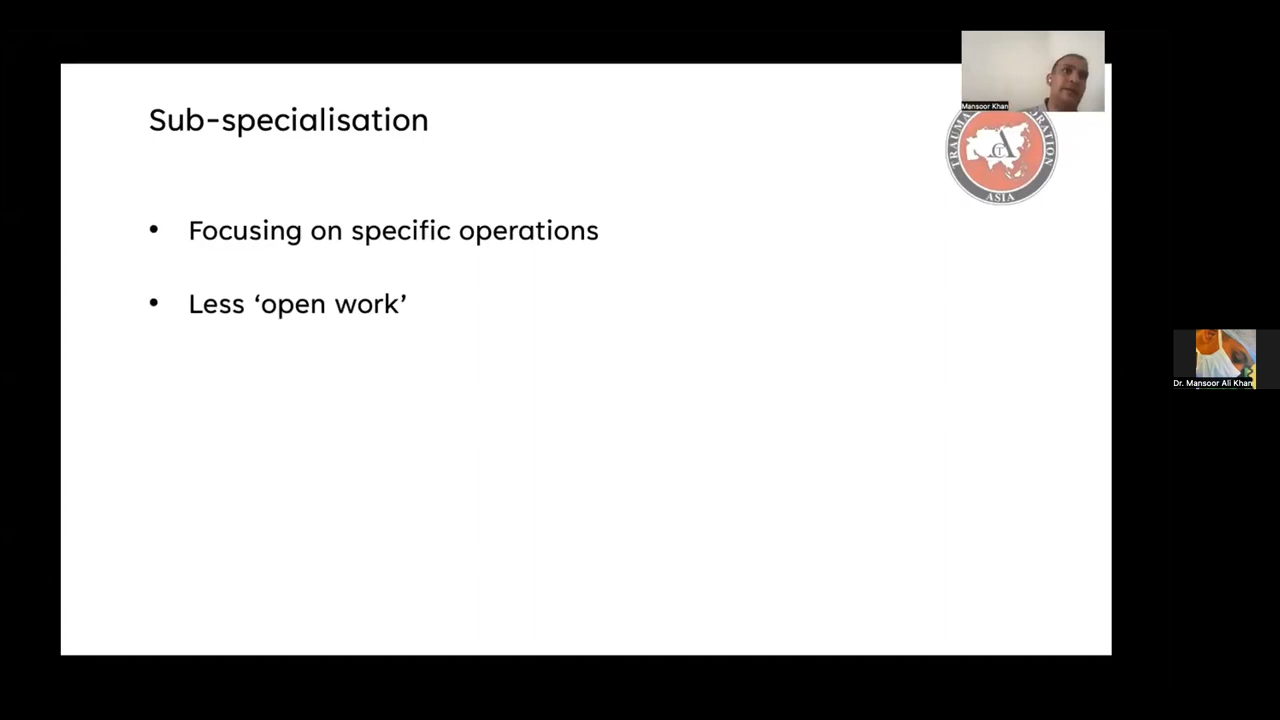 Sub-specialisation
Mansoor Khan
ASIA
• Focusing on specific operations
• Less ‘open work’
Dr. Mansoor Ali Khan